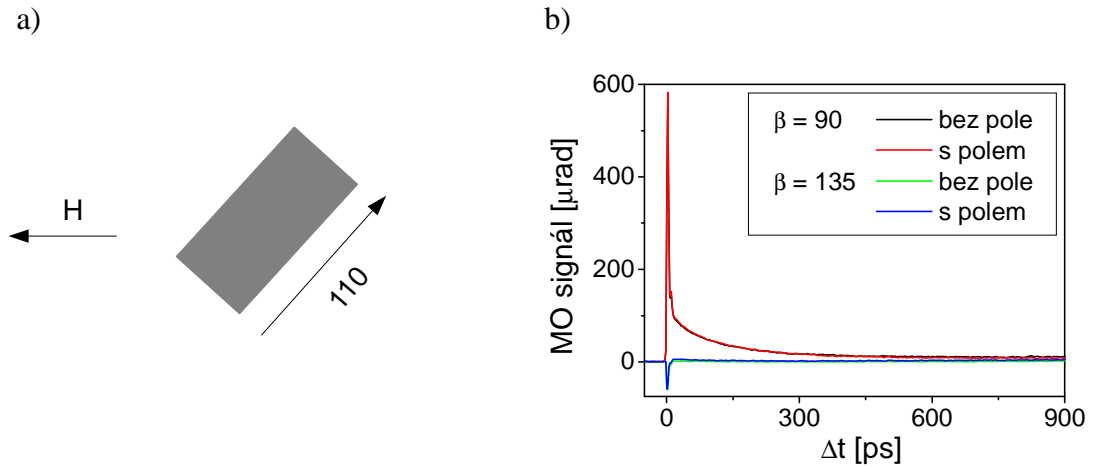 a)
H
110
b)
MO signál [μrad]
600
400
200
0
β = 90
bez pole
s polem
β = 135
bez pole
s polem
0
300
600
900
Δt [ps]